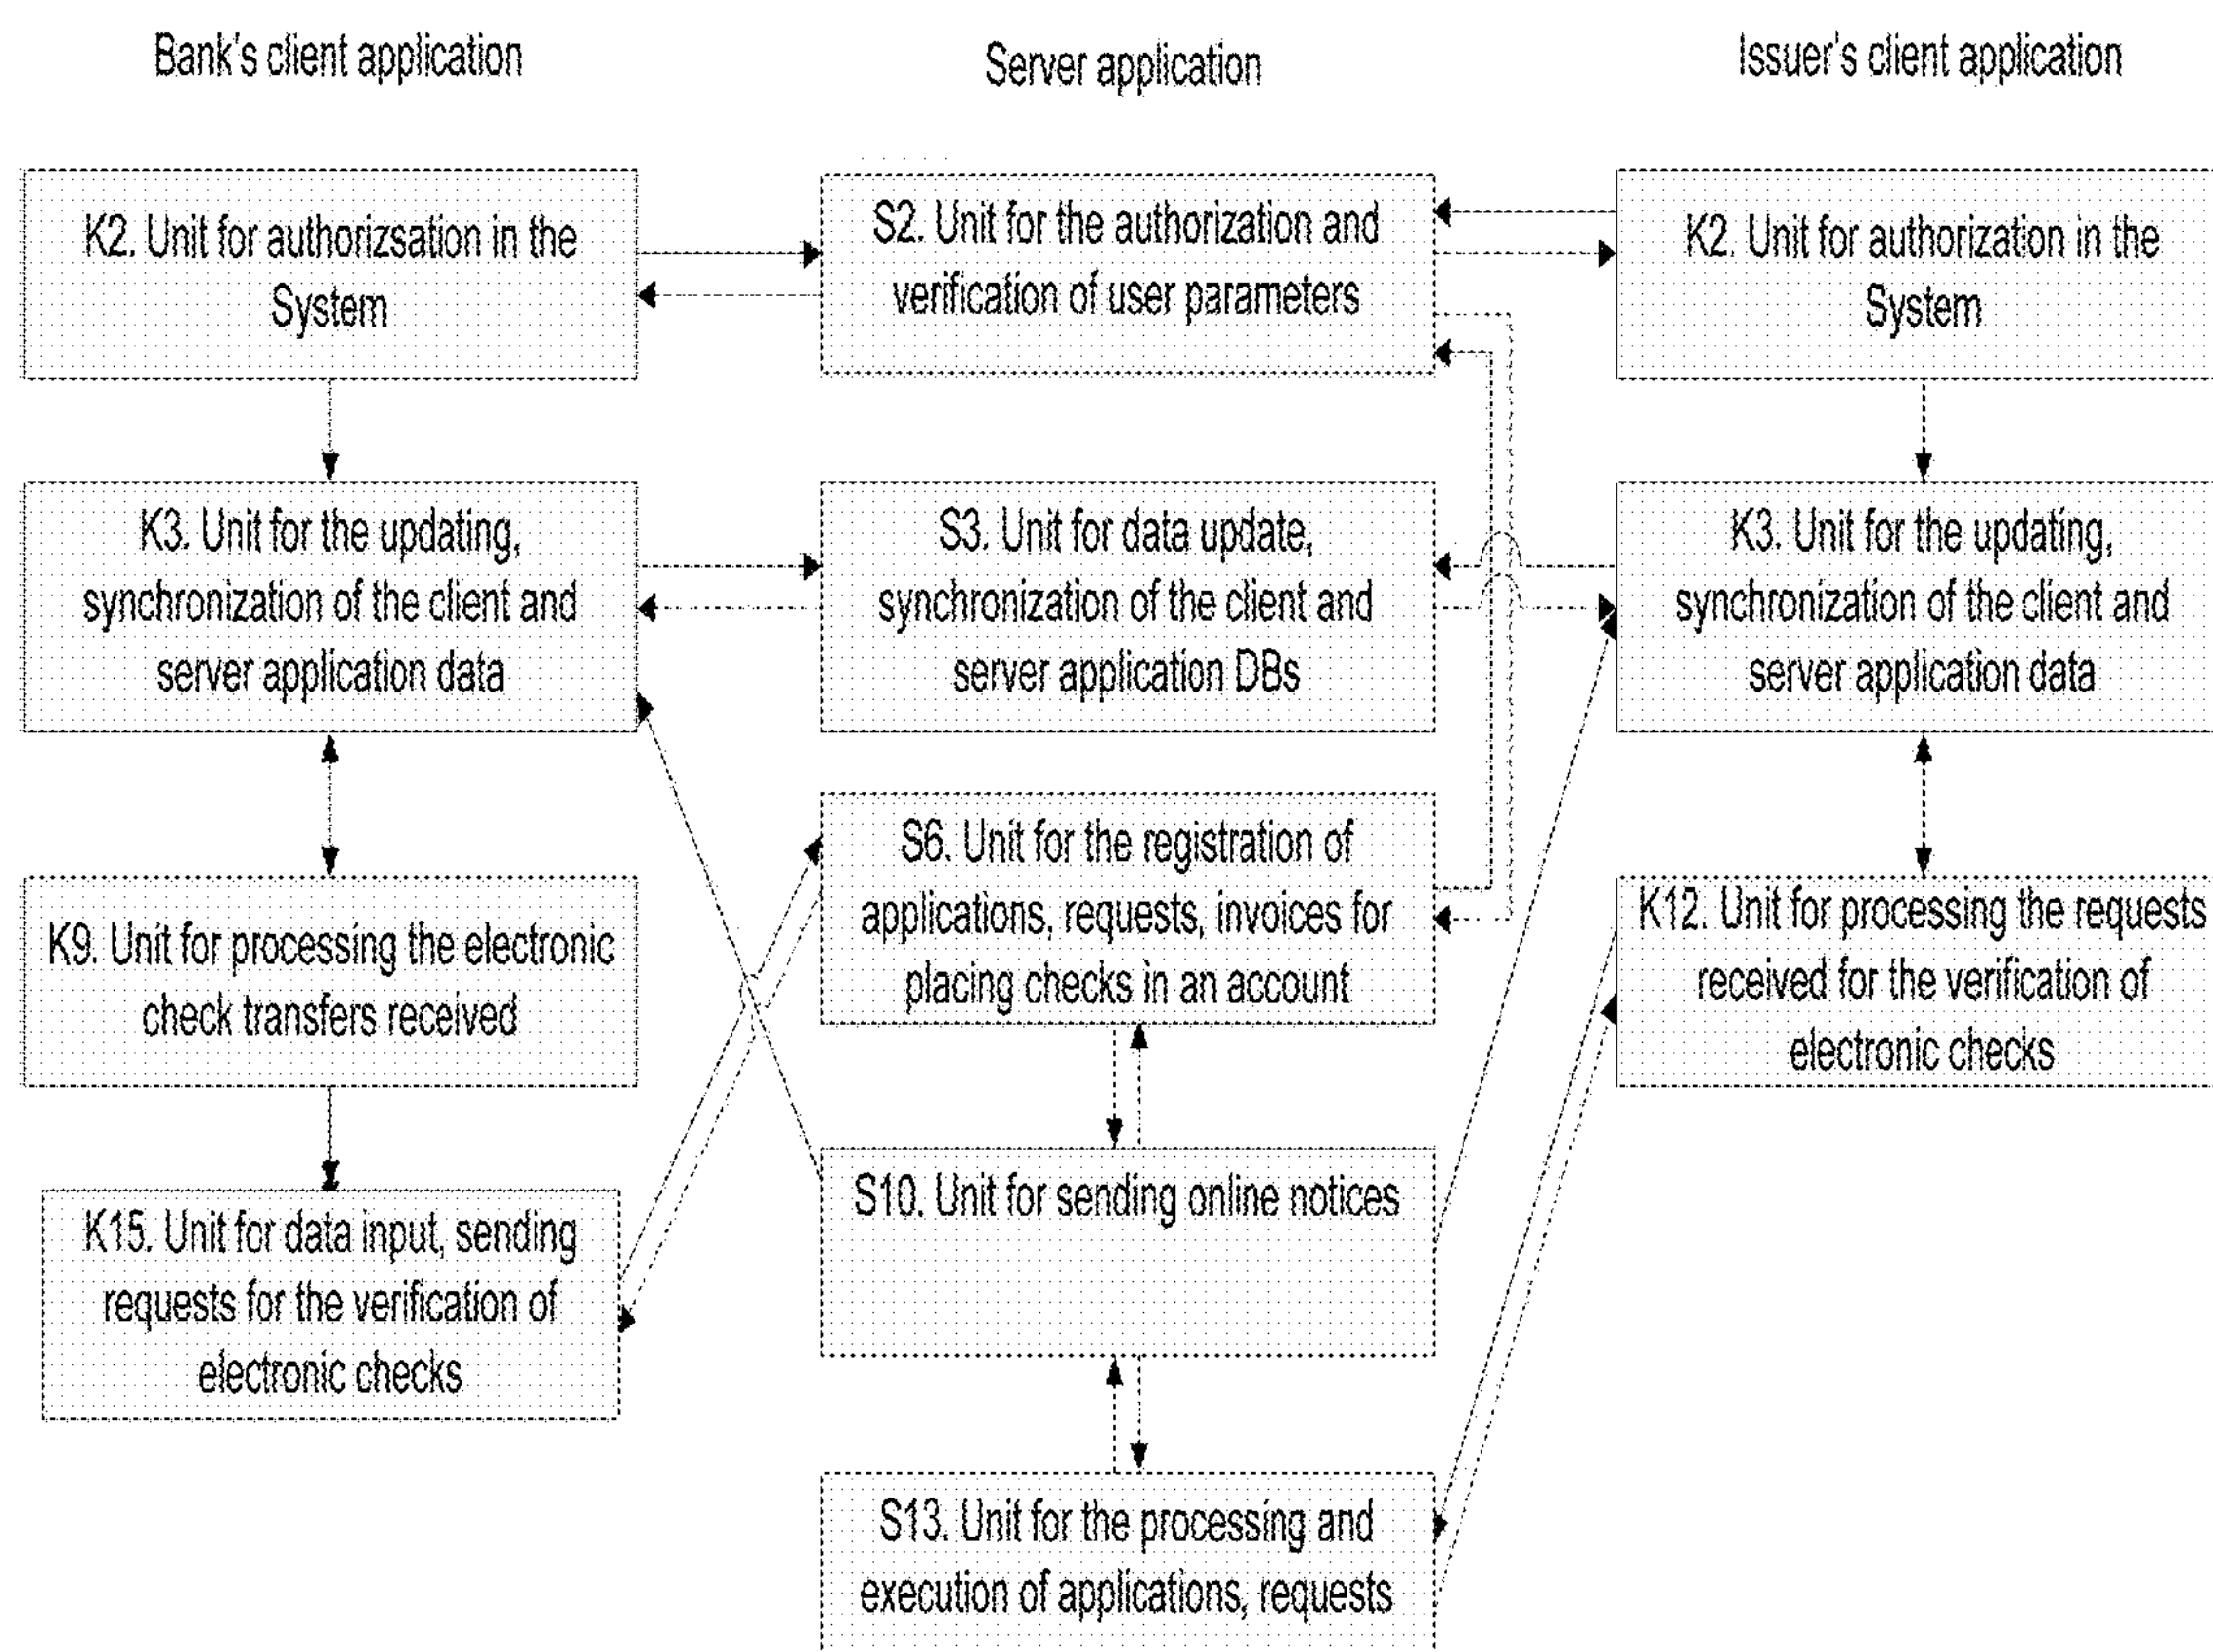 Bank's client application
Server application
Issuer's client application
K2. Unit for authorizsation in the
System
S2. Unit for the authorization and
verification of user parameters
K2. Unit for authorization in the
System
K3. Unit for the updating,
synchronization of the client and
server application data
S3. Unit for data update,
synchronization of the client and
server application DBs
K3. Unit for the updating,
synchronization of the client and
server application data
K9. Unit for processing the electronic
check transfers received
S6. Unit for the registration of
applications, requests, invoices for
placing checks in an account
K12. Unit for processing the requests
received for the verification of
electronic checks
K15. Unit for data input, sending
requests for the verification of
electronic checks
S10. Unit for sending online notices
S13. Unit for the processing and
execution of applications, requests